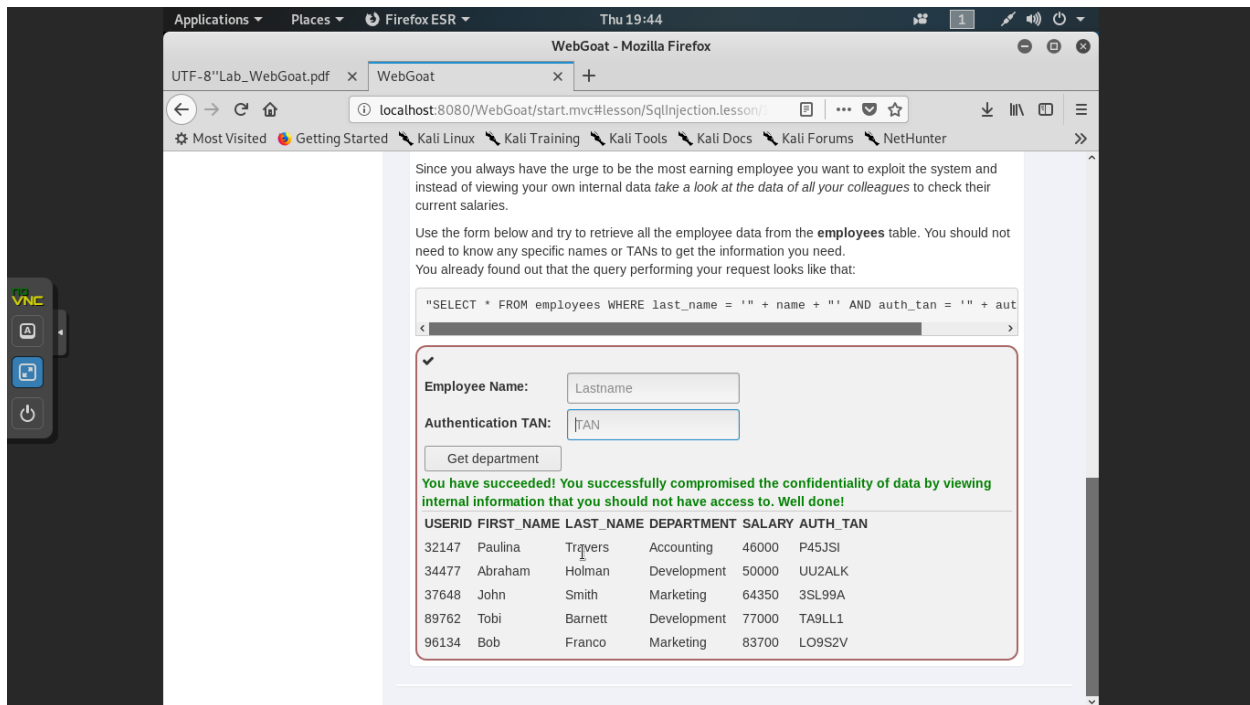 Applications Places Firefox ESR Thu 19:44 1
WebGoat - Mozilla Firefox
UTF-8''Lab_WebGoat.pdf WebGoat
localhost:8080/WebGoat/start.mvc#lesson/SqlInjection.lesson/
Most Visited Getting Started Kali Linux Kali Training Kali Tools Kali Docs Kali Forums NetHunter
Since you always have the urge to be the most earning employee you want to exploit the system and
instead of viewing your own internal data take a look at the data of all your colleagues to check their
current salaries.
Use the form below and try to retrieve all the employee data from the employees table. You should not
need to know any specific names or TANs to get the information you need.
You already found out that the query performing your request looks like that:
"SELECT * FROM employees WHERE last_name = '" + name + "' AND auth_tan = '" + aut
no
VNC
A
Employee Name: Lastname
Authentication TAN: TAN
Get department
You have succeeded! You successfully compromised the confidentiality of data by viewing
internal information that you should not have access to. Well done!
USERID FIRST_NAME LAST_NAME DEPARTMENT SALARY AUTH_TAN
32147 Paulina Travers Accounting 46000 P45JSI
34477 Abraham Holman Development 50000 UU2ALK
37648 John Smith Marketing 64350 3SL99A
89762 Tobi Barnett Development 77000 TA9LL1
96134 Bob Franco Marketing 83700 LO9S2V